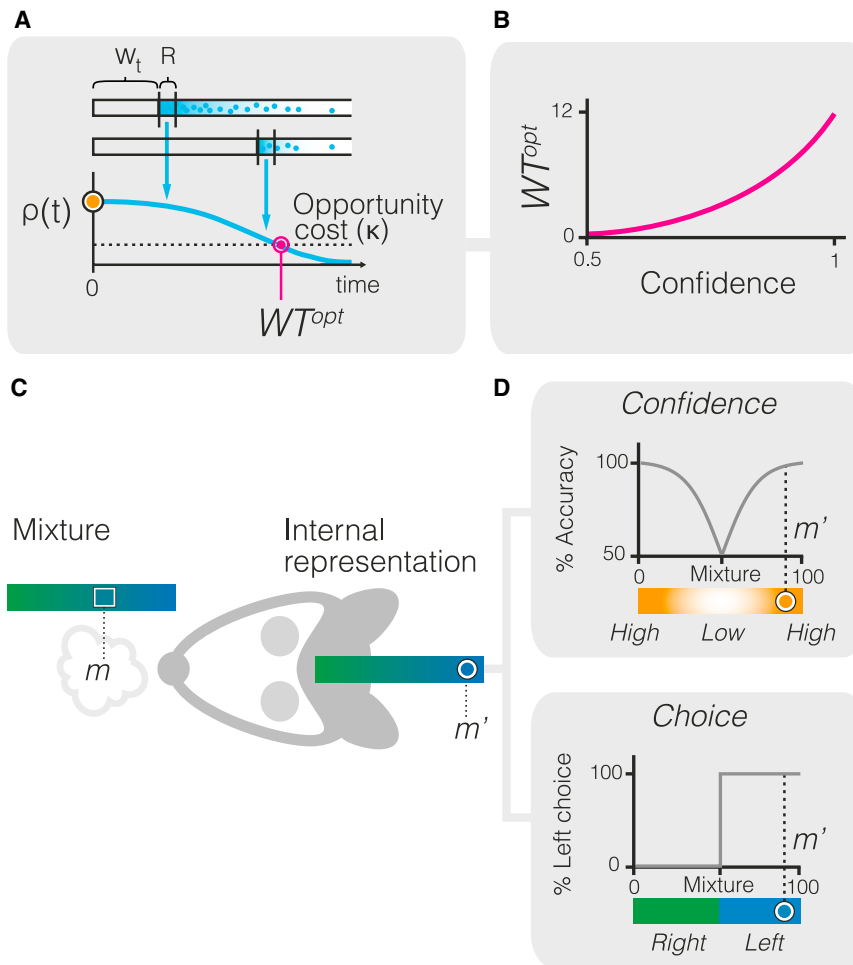 A
W_t R
ρ(t)
Opportunity
cost (κ)
0
time
WT^opt
B
12
WT^opt
0
0.5
1
Confidence
C
Mixture
m
Internal
representation
m'
D
Confidence
% Accuracy
100
50
m'
0 Mixture 100
High Low High
Choice
% Left choice
100
0
m'
0 Mixture 100
Right Left